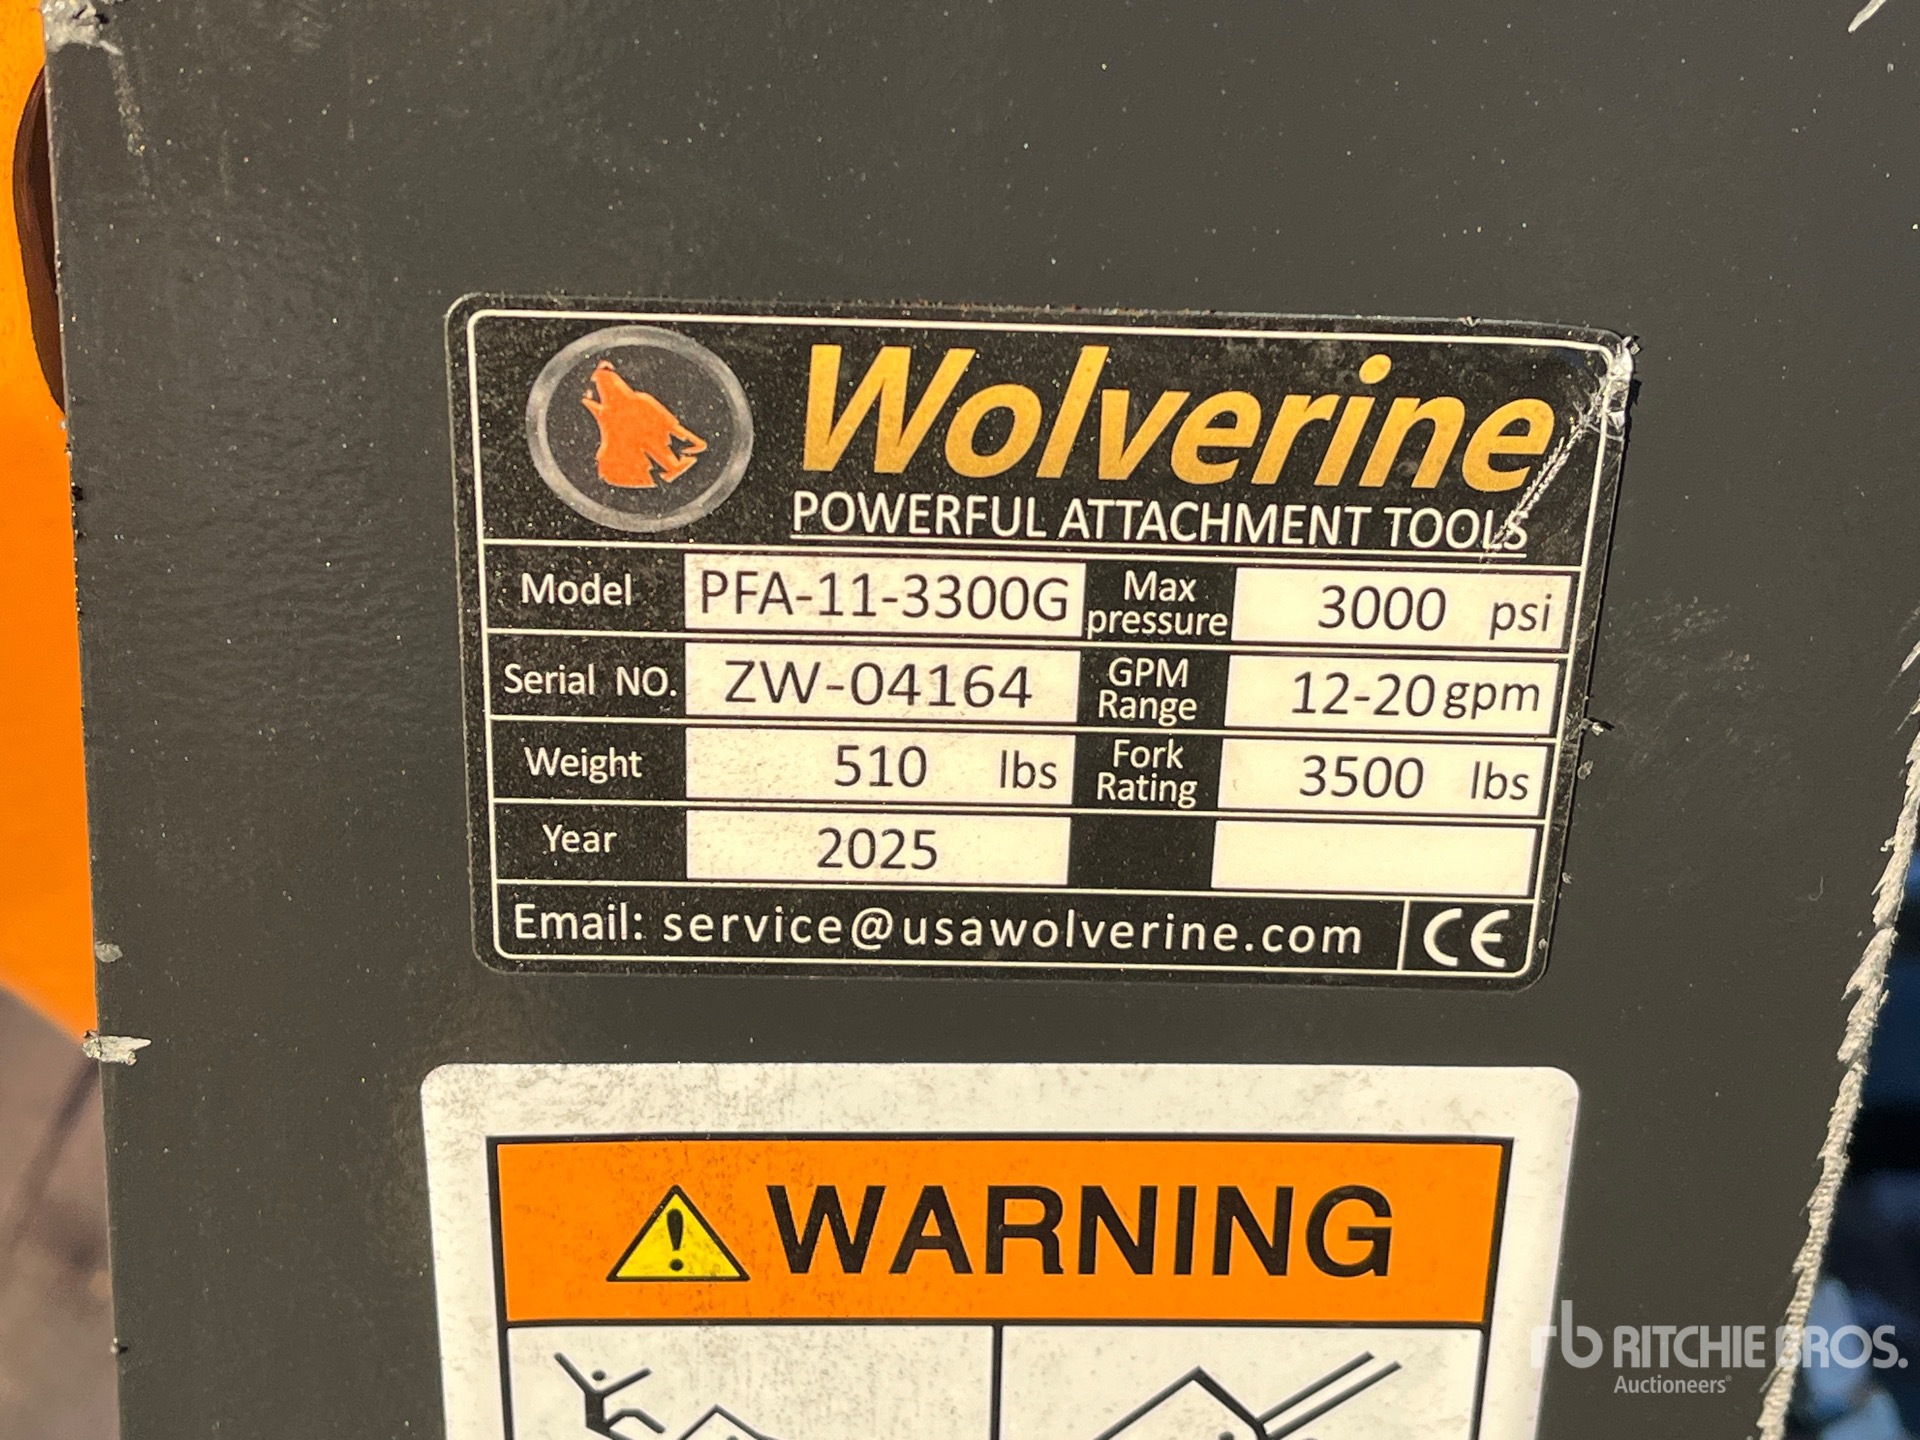 Wolverine
POWERFUL ATTACHMENT TOOLS
Model PFA-11-3300G Max pressure 3000 psi
Serial NO. ZW-04164 GPM Range 12-20 gpm
Weight 510 lbs Fork Rating 3500 lbs
Year 2025
Email: service@usawolverine.com CE
WARNING
rb RITCHIE BROS.
Auctioneers